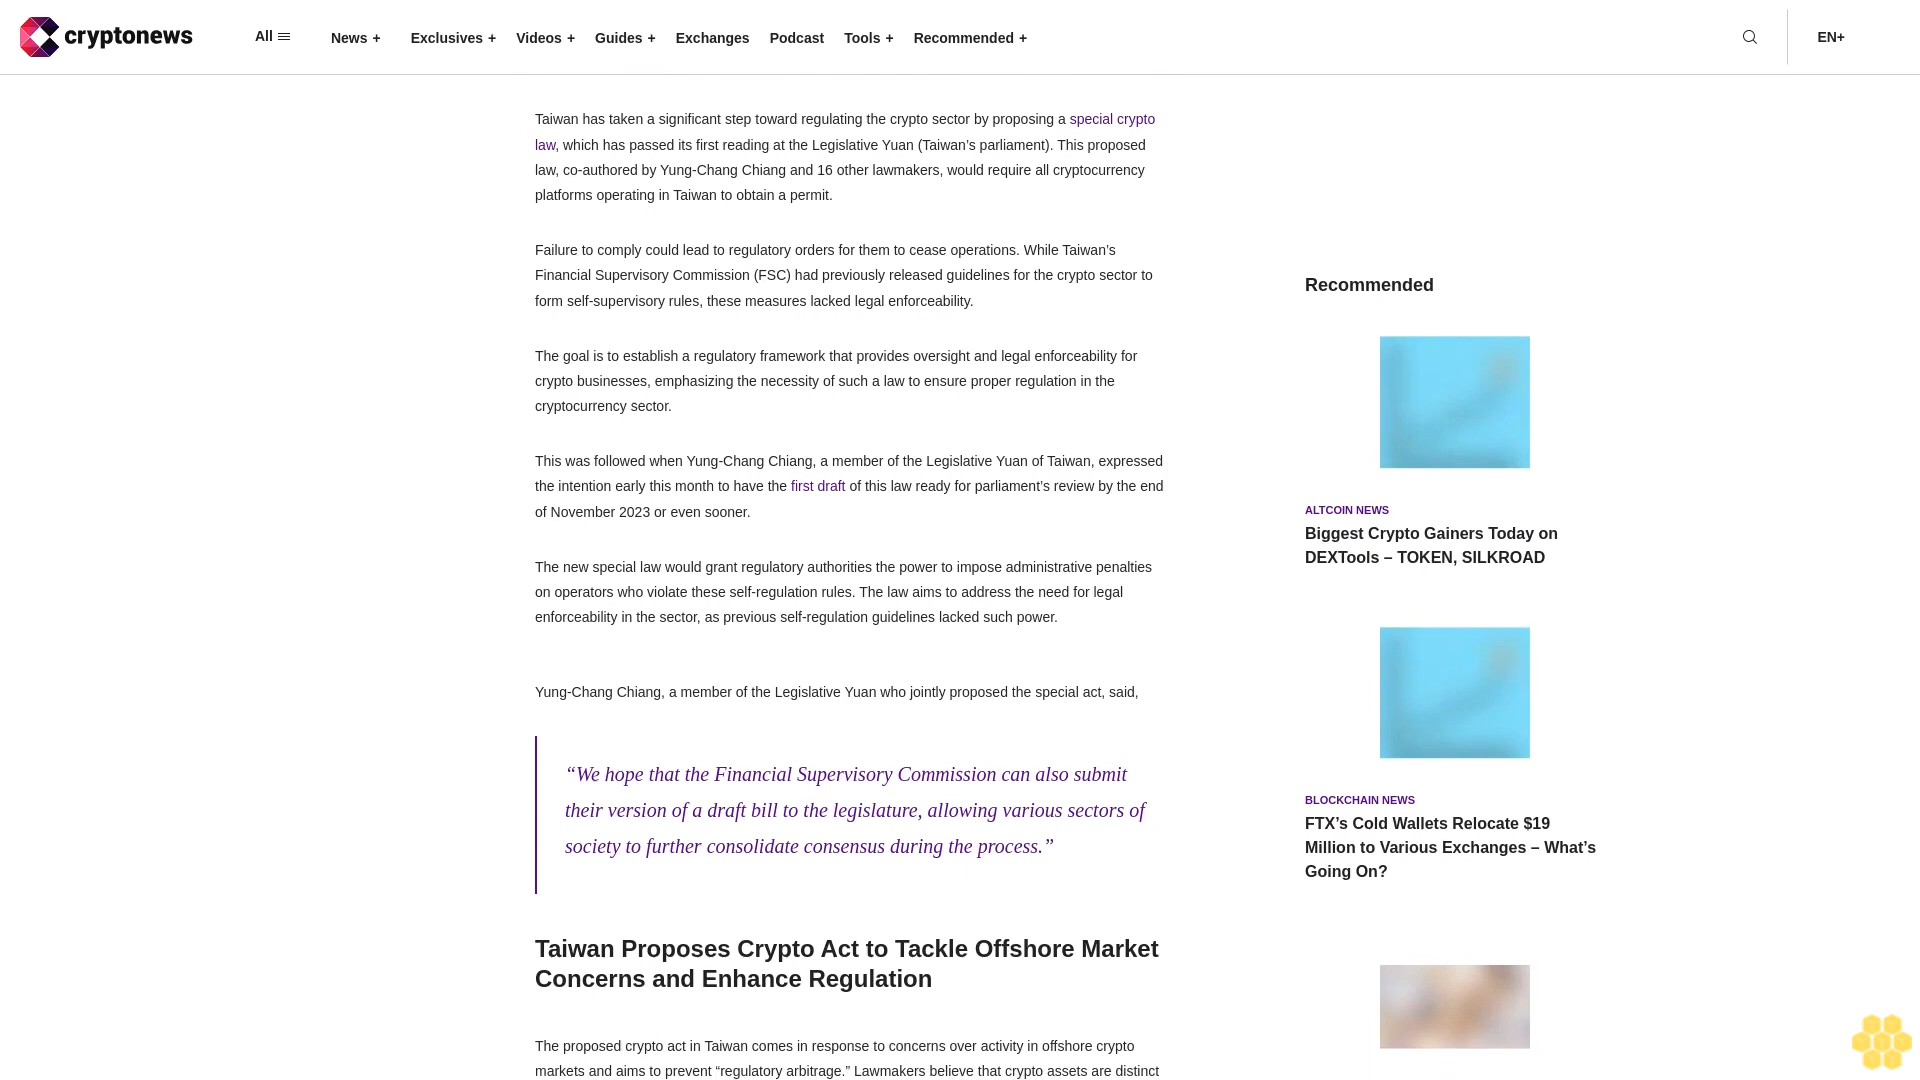 cryptonews
All
News +
Exclusives +
Videos +
Guides +
Exchanges
Podcast
Tools +
Recommended +
EN+
Taiwan has taken a significant step toward regulating the crypto sector by proposing a special crypto
law, which has passed its first reading at the Legislative Yuan (Taiwan’s parliament). This proposed
law, co-authored by Yung-Chang Chiang and 16 other lawmakers, would require all cryptocurrency
platforms operating in Taiwan to obtain a permit.
Failure to comply could lead to regulatory orders for them to cease operations. While Taiwan’s
Financial Supervisory Commission (FSC) had previously released guidelines for the crypto sector to
form self-supervisory rules, these measures lacked legal enforceability.
The goal is to establish a regulatory framework that provides oversight and legal enforceability for
crypto businesses, emphasizing the necessity of such a law to ensure proper regulation in the
cryptocurrency sector.
This was followed when Yung-Chang Chiang, a member of the Legislative Yuan of Taiwan, expressed
the intention early this month to have the first draft of this law ready for parliament’s review by the end
of November 2023 or even sooner.
The new special law would grant regulatory authorities the power to impose administrative penalties
on operators who violate these self-regulation rules. The law aims to address the need for legal
enforceability in the sector, as previous self-regulation guidelines lacked such power.
Yung-Chang Chiang, a member of the Legislative Yuan who jointly proposed the special act, said,
“We hope that the Financial Supervisory Commission can also submit
their version of a draft bill to the legislature, allowing various sectors of
society to further consolidate consensus during the process.”
Taiwan Proposes Crypto Act to Tackle Offshore Market
Concerns and Enhance Regulation
The proposed crypto act in Taiwan comes in response to concerns over activity in offshore crypto
markets and aims to prevent “regulatory arbitrage.” Lawmakers believe that crypto assets are distinct
Recommended
ALTCOIN NEWS
Biggest Crypto Gainers Today on
DEXTools – TOKEN, SILKROAD
BLOCKCHAIN NEWS
FTX’s Cold Wallets Relocate $19
Million to Various Exchanges – What’s
Going On?